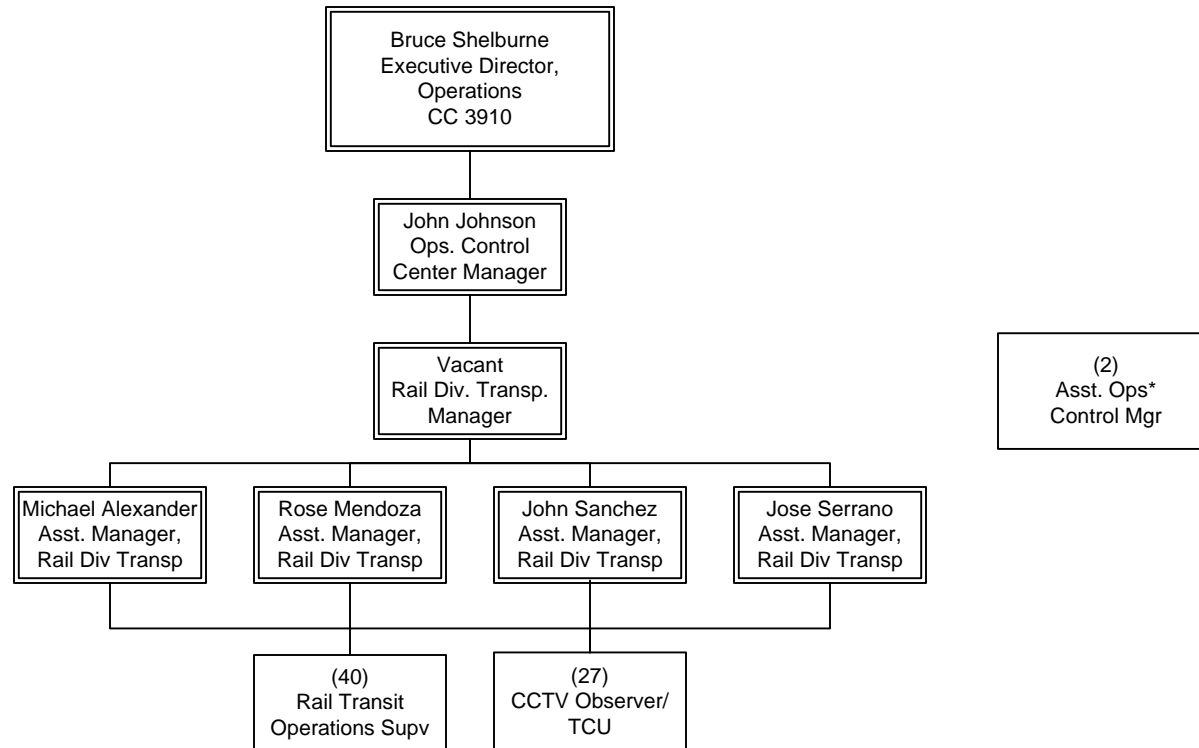 Bruce Shelburne
Executive Director,
Operations
CC 3910
John Johnson
Ops. Control
Center Manager
Vacant
Rail Div. Transp.
Manager
(2)
Asst. Ops*
Control Mgr
Michael Alexander
Asst. Manager,
Rail Div Transp
Rose Mendoza
Asst. Manager,
Rail Div Transp
John Sanchez
Asst. Manager,
Rail Div Transp
Jose Serrano
Asst. Manager,
Rail Div Transp
(40)
Rail Transit
Operations Supv
(27)
CCTV Observer/
TCU